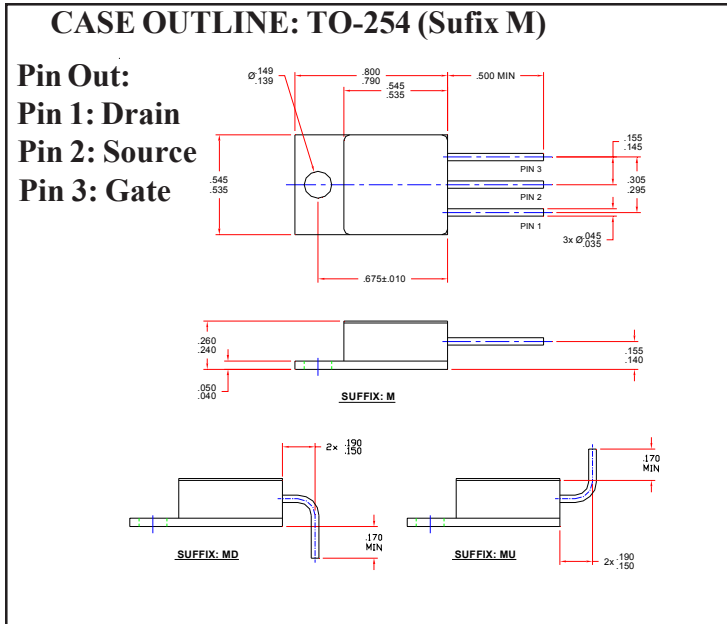 CASE OUTLINE: TO-254 (Sufix M)
Pin Out:
Pin 1: Drain
Pin 2: Source
Pin 3: Gate
Ø.149
.139
.800
.790
.545
.535
.500 MIN
.545
.535
PIN 3
PIN 2
PIN 1
.155
.145
.305
.295
3x Ø.045
.035
.675±.010
.260
.240
.050
.040
.155
.140
SUFFIX: M
2x .190
.150
.170
MIN
SUFFIX: MD
.170
MIN
2x .190
.150
SUFFIX: MU